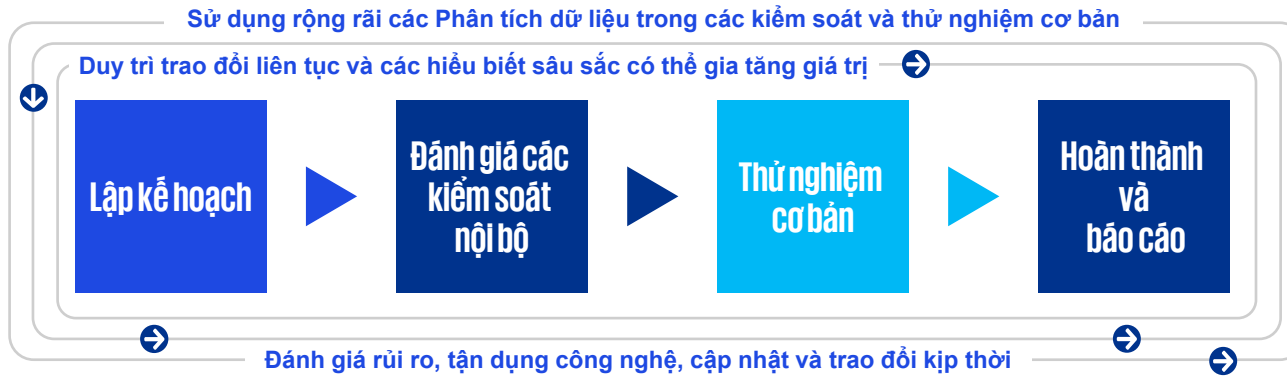 Sử dụng rộng rãi các Phân tích dữ liệu trong các kiểm soát và thử nghiệm cơ bản
Duy trì trao đổi liên tục và các hiểu biết sâu sắc có thể gia tăng giá trị
Lập kế hoạch
Đánh giá các
kiểm soát
nội bộ
Thử nghiệm
cơ bản
Hoàn thành
và
báo cáo
Đánh giá rủi ro, tận dụng công nghệ, cập nhật và trao đổi kịp thời